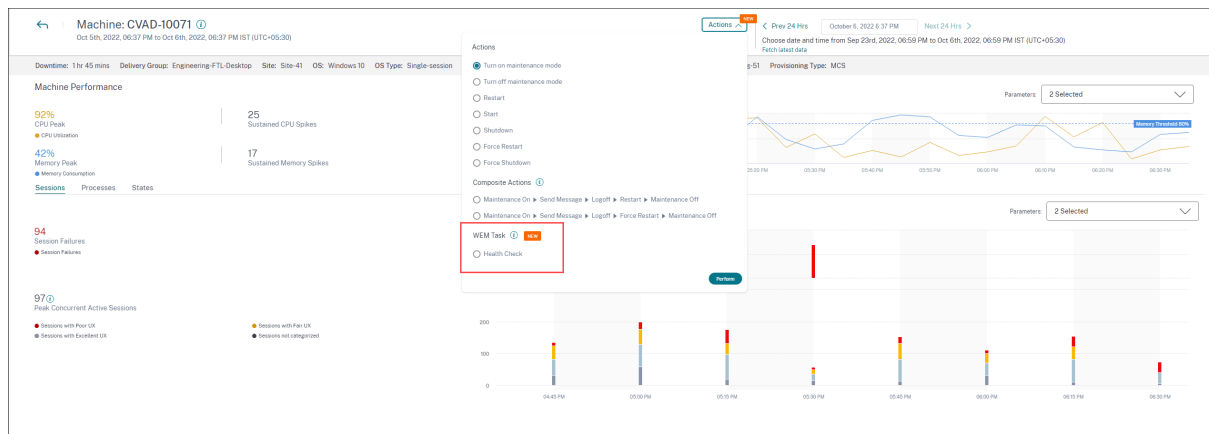 Machine: CVAD-10071
Oct 5th, 2022, 06:37 PM to Oct 6th, 2022, 06:37 PM IST (UTC+05:30)
Actions
NEW
Prev 24 Hrs
October 6, 2022 6:37 PM
Next 24 Hrs
Choose date and time from Sep 23rd, 2022, 06:59 PM to Oct 6th, 2022, 06:59 PM IST (UTC+05:30)
Fetch latest data
Downtime: 1 hr 45 mins Delivery Group: Engineering-FTL-Desktop Site: Site-41 OS: Windows 10 OS Type: Single-session
g-51 Provisioning Type: MCS
Actions
Turn on maintenance mode
Turn off maintenance mode
Restart
Start
Shutdown
Force Restart
Force Shutdown
Composite Actions
Maintenance On ▶ Send Message ▶ Logoff ▶ Restart ▶ Maintenance Off
Maintenance On ▶ Send Message ▶ Logoff ▶ Force Restart ▶ Maintenance Off
WEM Task NEW
Health Check
Perform
Machine Performance
Parameters: 2 Selected
92%
CPU Peak
CPU Utilization
25
Sustained CPU Spikes
42%
Memory Peak
Memory Consumption
17
Sustained Memory Spikes
Memory Threshold 80%
05:20 PM 05:30 PM 05:40 PM 05:50 PM 06:00 PM 06:10 PM 06:20 PM 06:30 PM
Sessions Processes States
Parameters: 2 Selected
94
Session Failures
Session Failures
97
Peak Concurrent Active Sessions
Sessions with Poor UX
Sessions with Fair UX
Sessions with Excellent UX
Sessions not categorized
200
100
0
04:45 PM 05:00 PM 05:15 PM 05:30 PM 05:45 PM 06:00 PM 06:15 PM 06:30 PM